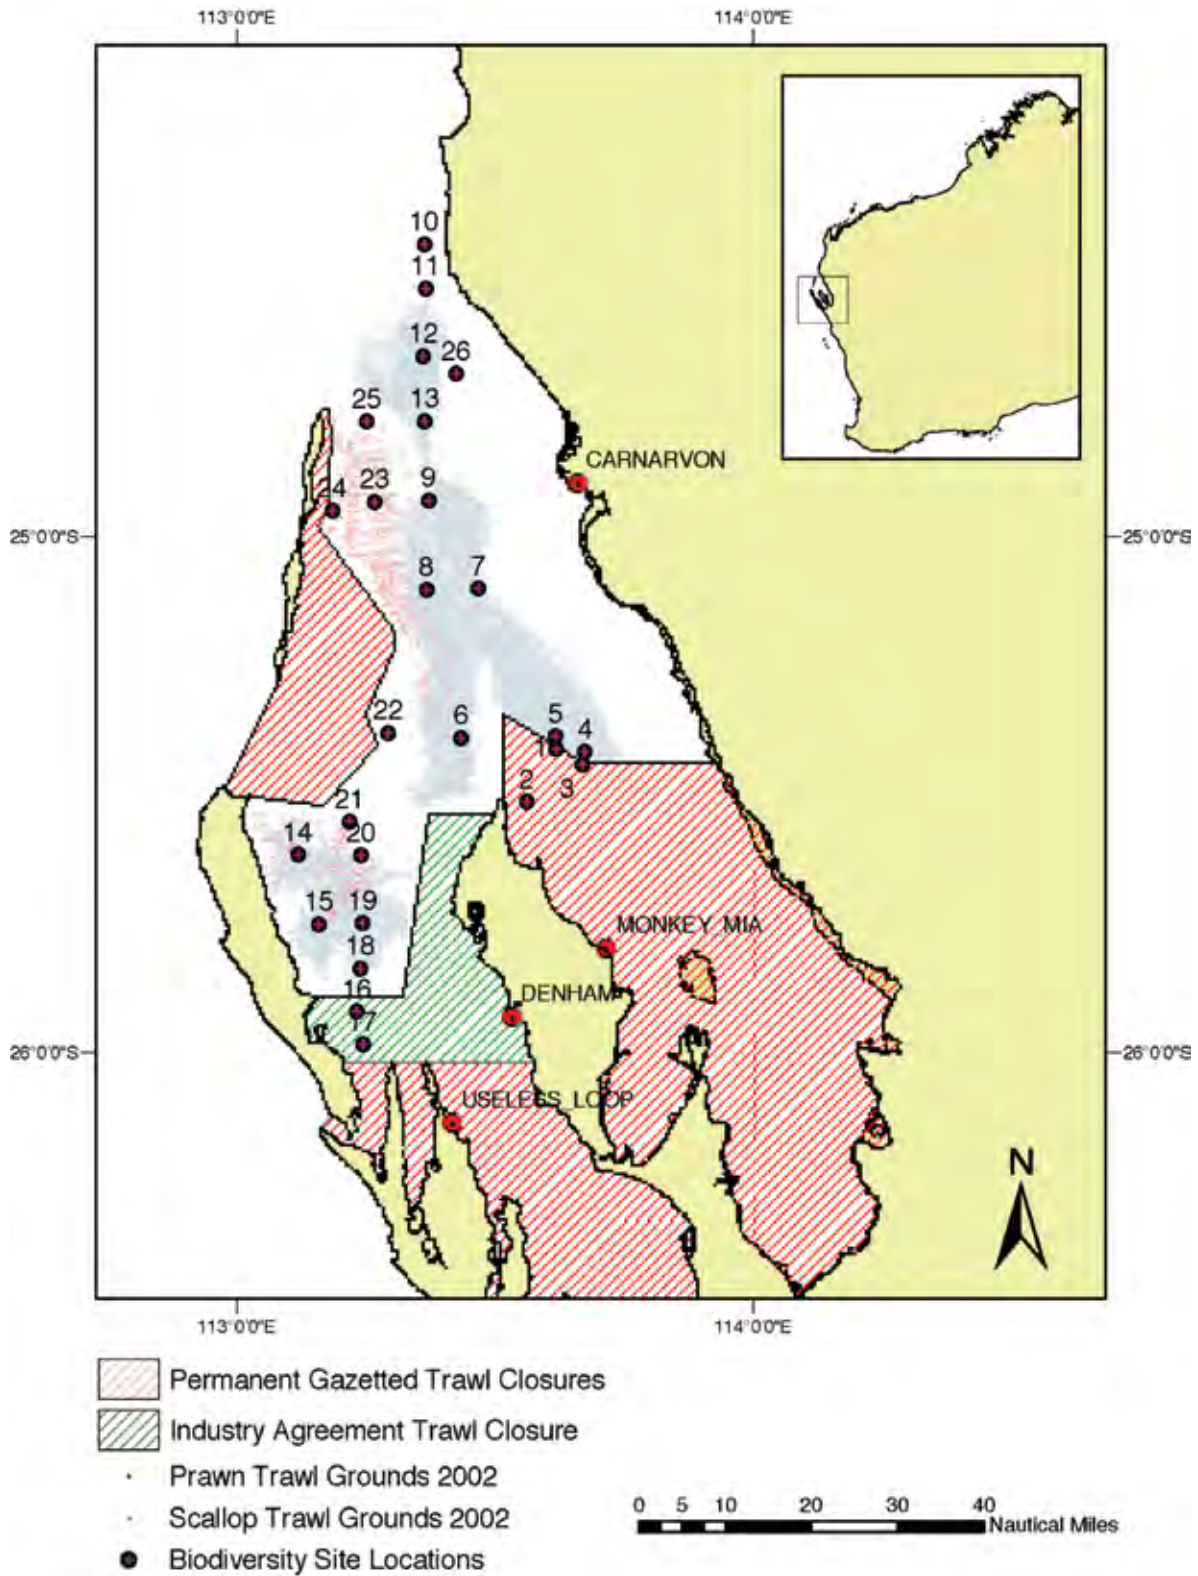 113°0'0"E 114°0'0"E
10
11
12
26
25
13
CARNARVON
24
23
9
25°0'0"S 25°0'0"S
8
7
22
6
5
4
1
2
3
21
14
20
15
19
MONKEY_MIA
18
16
DENHAM
17
26°0'0"S 26°0'0"S
USELESS_LOOP
N
113°0'0"E 114°0'0"E
Permanent Gazetted Trawl Closures
Industry Agreement Trawl Closure
Prawn Trawl Grounds 2002
Scallop Trawl Grounds 2002
Biodiversity Site Locations
0 5 10 20 30 40
Nautical Miles